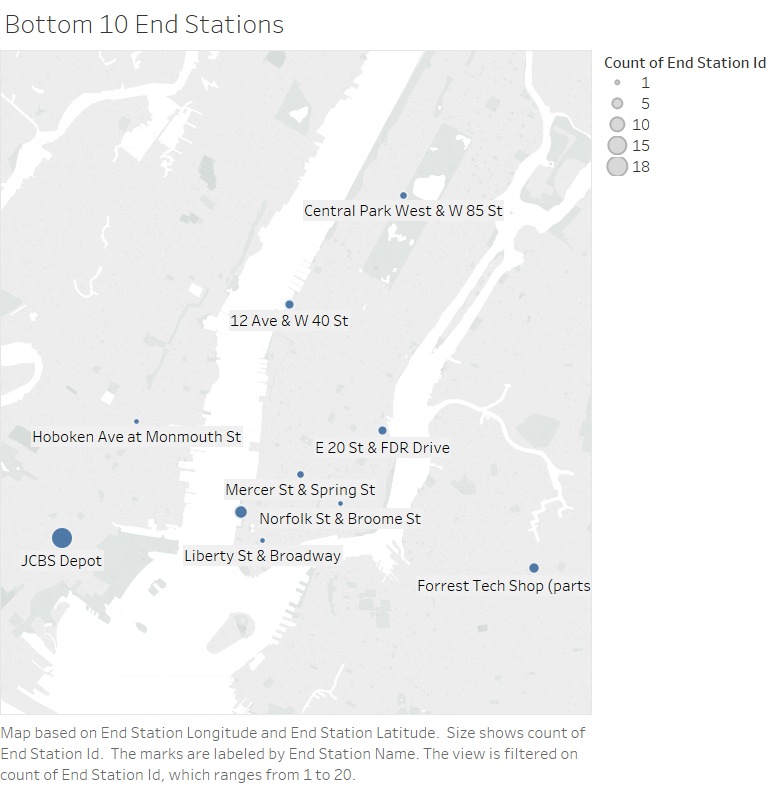 Bottom 10 End Stations
Count of End Station Id
1
5
10
15
18
Central Park West & W 85 St
12 Ave & W 40 St
Hoboken Ave at Monmouth St
E 20 St & FDR Drive
Mercer St & Spring St
Norfolk St & Broome St
Liberty St & Broadway
JCBS Depot
Forrest Tech Shop (parts
Map based on End Station Longitude and End Station Latitude.  Size shows count of
End Station Id.  The marks are labeled by End Station Name. The view is filtered on
count of End Station Id, which ranges from 1 to 20.